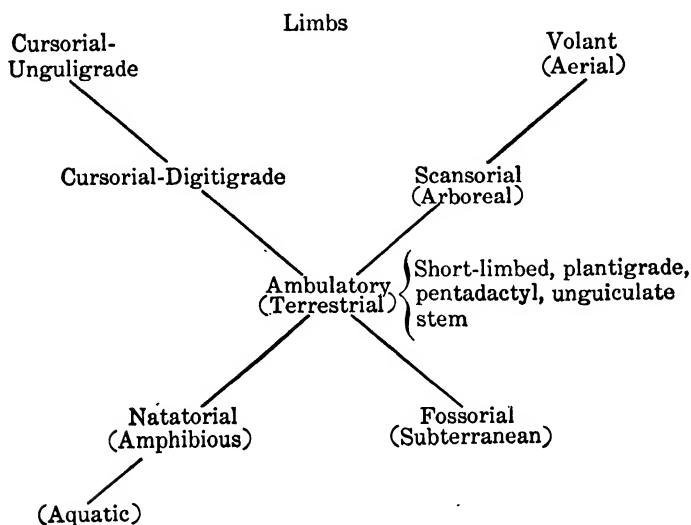 Limbs
Cursorial-
Unguligrade
Volant
(Aerial)
Cursorial-Digitigrade
Scansorial
(Arboreal)
Ambulatory
(Terrestrial)
Short-limbed, plantigrade,
pentadactyl, unguiculate
stem
Natatorial
(Amphibious)
Fossorial
(Subterranean)
(Aquatic)